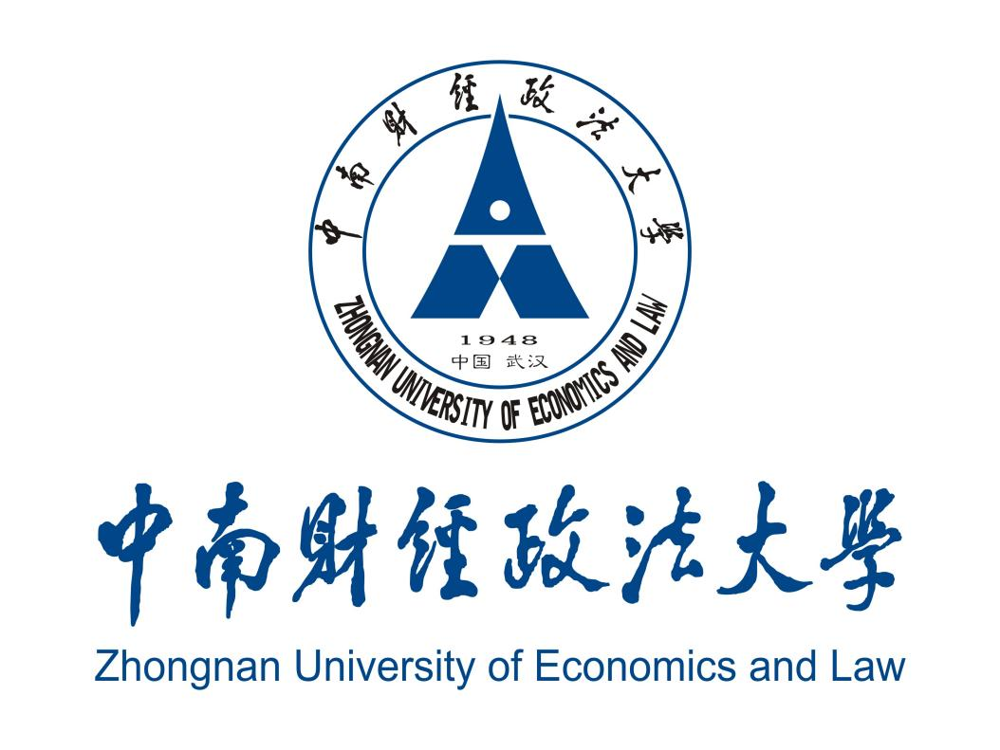 中南财经政法大學
1948
中国 武汉
ZHONGNAN UNIVERSITY OF ECONOMICS AND LAW
中南财经政法大學
Zhongnan University of Economics and Law